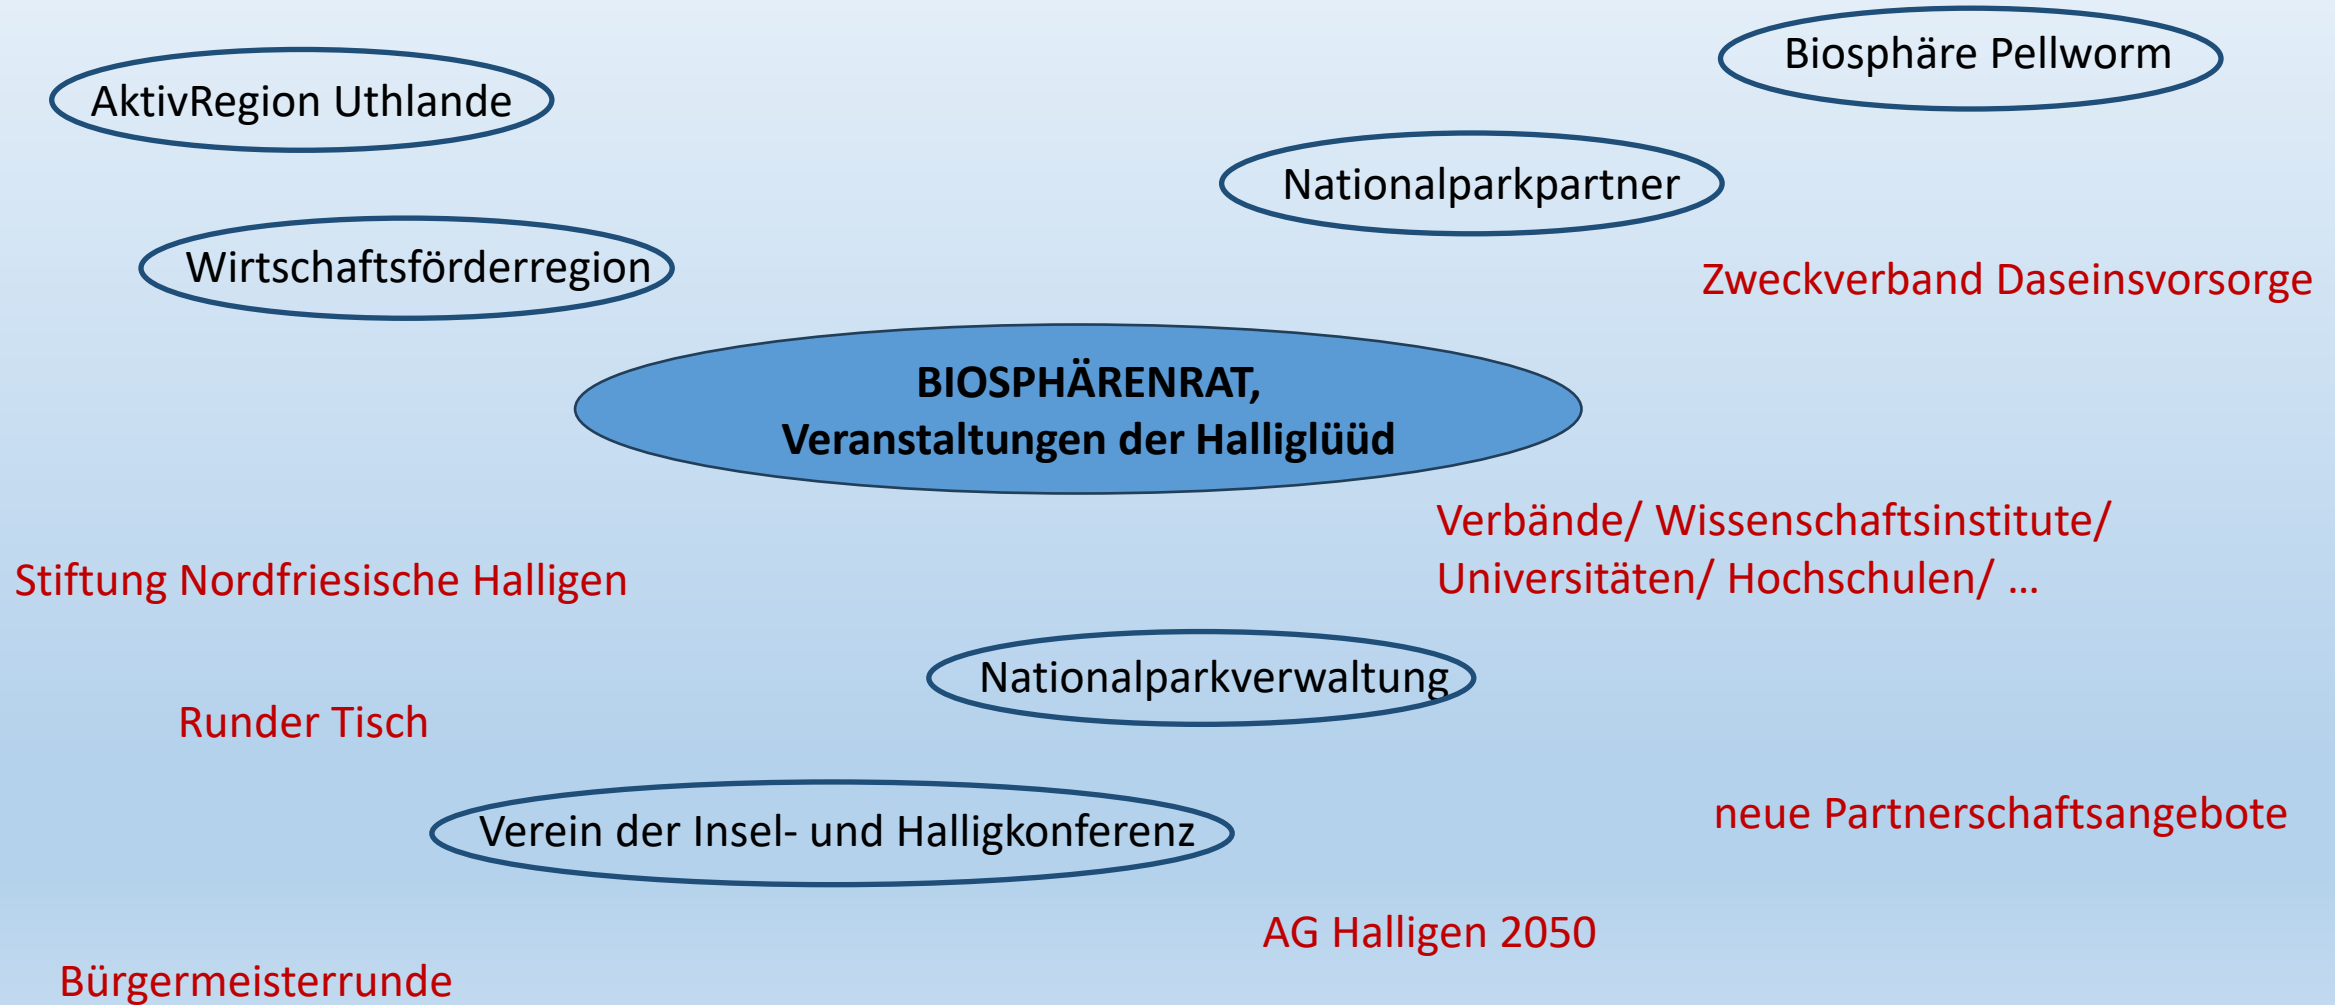 Biosphäre Pellworm
AktivRegion Uthlande
Nationalparkpartner
Wirtschaftsförderregion
Zweckverband Daseinsvorsorge
BIOSPHÄRENRAT,
Veranstaltungen der Halliglüüd
Verbände/ Wissenschaftsinstitute/
Universitäten/ Hochschulen/ ...
Stiftung Nordfriesische Halligen
Nationalparkverwaltung
Runder Tisch
neue Partnerschaftsangebote
Verein der Insel- und Halligkonferenz
AG Halligen 2050
Bürgermeisterrunde